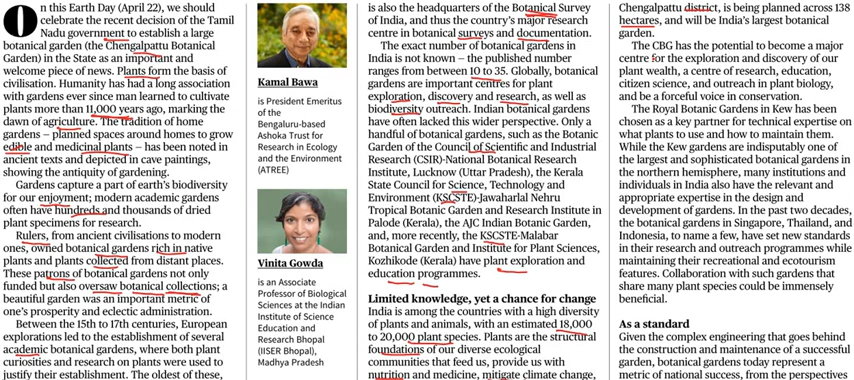 On this Earth Day (April 22), we should
celebrate the recent decision of the Tamil
Nadu government to establish a large
botanical garden (the Chengalpattu Botanical
Garden) in the State as an important and
welcome piece of news. Plants form the basis of
civilisation. Humanity has had a long association
with gardens ever since man learned to cultivate
plants more than 11,000 years ago, marking the
dawn of agriculture. The tradition of home
gardens — planned spaces around homes to grow
edible and medicinal plants — has been noted in
ancient texts and depicted in cave paintings,
showing the antiquity of gardening.
Gardens capture a part of earth's biodiversity
for our enjoyment; modern academic gardens
often have hundreds and thousands of dried
plant specimens for research.
Rulers, from ancient civilisations to modern
ones, owned botanical gardens rich in native
plants and plants collected from distant places.
These patrons of botanical gardens not only
funded but also oversaw botanical collections; a
beautiful garden was an important metric of
one's prosperity and eclectic administration.
Between the 15th to 17th centuries, European
explorations led to the establishment of several
academic botanical gardens, where both plant
curiosities and research on plants were used to
justify their establishment. The oldest of these,
Kamal Bawa
is President Emeritus
of the
Bengaluru-based
Ashoka Trust for
Research in Ecology
and the Environment
(ATREE)
Vinita Gowda
is an Associate
Professor of Biological
Sciences at the Indian
Institute of Science
Education and
Research Bhopal
(IISER Bhopal),
Madhya Pradesh
is also the headquarters of the Botanical Survey
of India, and thus the country's major research
centre in botanical surveys and documentation.
The exact number of botanical gardens in
India is not known — the published number
ranges from between 10 to 35. Globally, botanical
gardens are important centres for plant
exploration, discovery and research, as well as
biodiversity outreach. Indian botanical gardens
have often lacked this wider perspective. Only a
handful of botanical gardens, such as the Botanic
Garden of the Council of Scientific and Industrial
Research (CSIR)-National Botanical Research
Institute, Lucknow (Uttar Pradesh), the Kerala
State Council for Science, Technology and
Environment (KSCSTE)-Jawaharlal Nehru
Tropical Botanic Garden and Research Institute in
Palode (Kerala), the AJC Indian Botanic Garden,
and, more recently, the KSCSTE-Malabar
Botanical Garden and Institute for Plant Sciences,
Kozhikode (Kerala) have plant exploration and
education programmes.
Limited knowledge, yet a chance for change
India is among the countries with a high diversity
of plants and animals, with an estimated 18,000
to 20,000 plant species. Plants are the structural
foundations of our diverse ecological
communities that feed us, provide us with
nutrition and medicine, mitigate climate change,
Chengalpattu district, is being planned across 138
hectares, and will be India's largest botanical
garden.
The CBG has the potential to become a major
centre for the exploration and discovery of our
plant wealth, a centre of research, education,
citizen science, and outreach in plant biology,
and be a forceful voice in conservation.
The Royal Botanic Gardens in Kew has been
chosen as a key partner for technical expertise on
what plants to use and how to maintain them.
While the Kew gardens are indisputably one of
the largest and sophisticated botanical gardens in
the northern hemisphere, many institutions and
individuals in India also have the relevant and
appropriate expertise in the design and
development of gardens. In the past two decades,
the botanical gardens in Singapore, Thailand, and
Indonesia, to name a few, have set new standards
in their research and outreach programmes while
maintaining their recreational and ecotourism
features. Collaboration with such gardens that
share many plant species could be immensely
beneficial.
As a standard
Given the complex engineering that goes behind
the construction and maintenance of a successful
garden, botanical gardens today represent a
metric of national success, from the perspectives